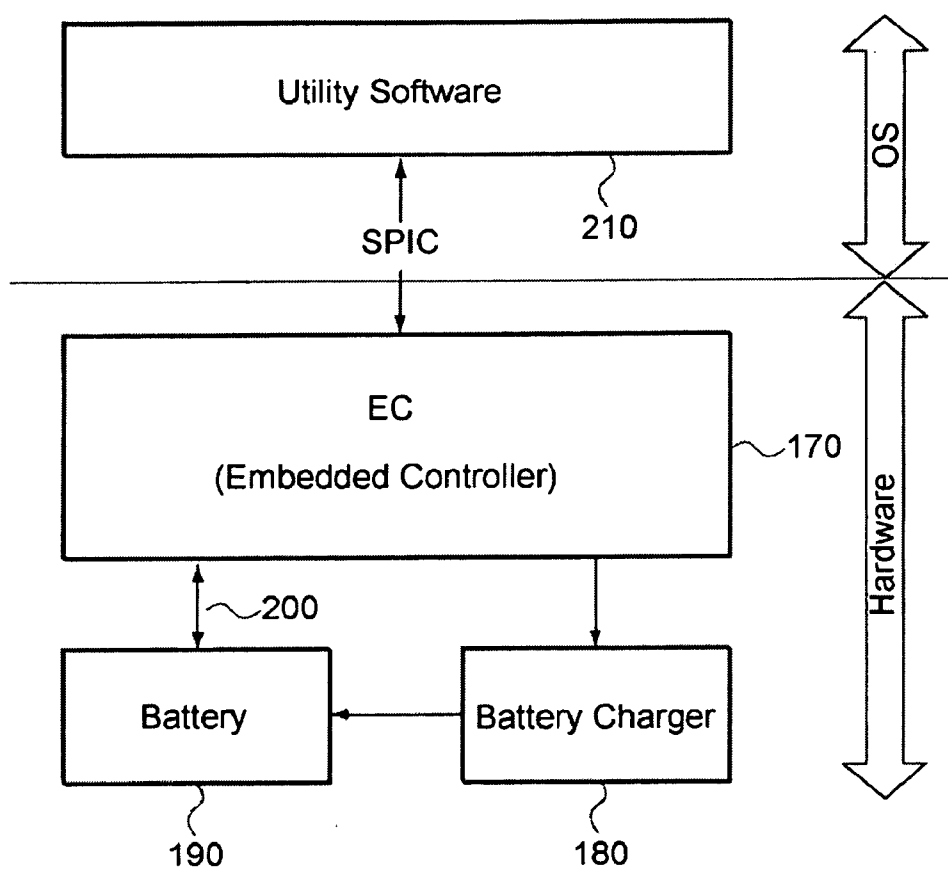 Utility Software
OS
210
SPIC
EC
(Embedded Controller)
170
Hardware
200
Battery
Battery Charger
190
180